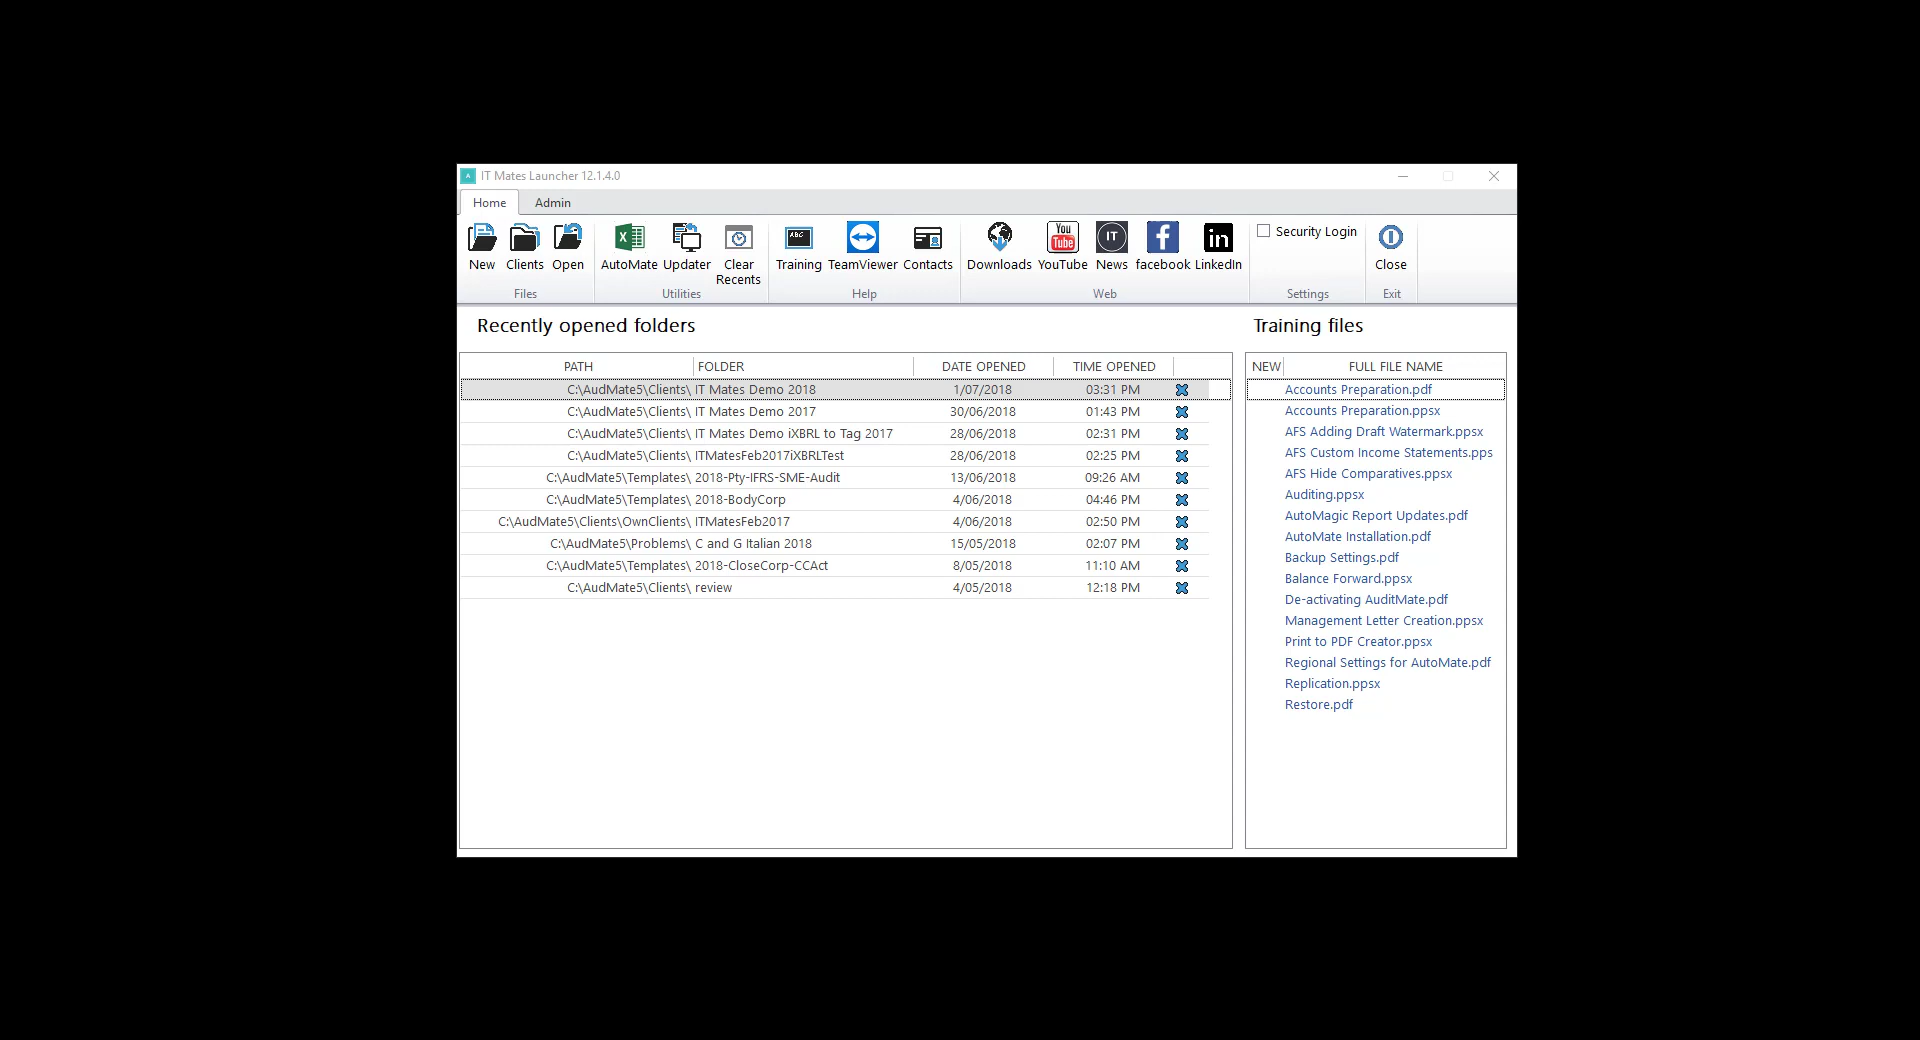 IT Mates Launcher 12.1.4.0
Home Admin
ABC You Tube IT f in Security Login
New Clients Open AutoMate Updater Clear Recents Training TeamViewer Contacts Downloads YouTube News facebook LinkedIn Close
Files Utilities Help Web Settings Exit
Recently opened folders
PATH FOLDER DATE OPENED TIME OPENED
C:\AudMate5\Clients\ IT Mates Demo 2018 1/07/2018 03:31 PM
C:\AudMate5\Clients\ IT Mates Demo 2017 30/06/2018 01:43 PM
C:\AudMate5\Clients\ IT Mates Demo iXBRL to Tag 2017 28/06/2018 02:31 PM
C:\AudMate5\Clients\ ITMatesFeb2017iXBRLTest 28/06/2018 02:25 PM
C:\AudMate5\Templates\ 2018-Pty-IFRS-SME-Audit 13/06/2018 09:26 AM
C:\AudMate5\Templates\ 2018-BodyCorp 4/06/2018 04:46 PM
C:\AudMate5\Clients\OwnClients\ ITMatesFeb2017 4/06/2018 02:50 PM
C:\AudMate5\Problems\ C and G Italian 2018 15/05/2018 02:07 PM
C:\AudMate5\Templates\ 2018-CloseCorp-CCAct 8/05/2018 11:10 AM
C:\AudMate5\Clients\ review 4/05/2018 12:18 PM
Training files
NEW FULL FILE NAME
Accounts Preparation.pdf
Accounts Preparation.ppsx
AFS Adding Draft Watermark.ppsx
AFS Custom Income Statements.pps
AFS Hide Comparatives.ppsx
Auditing.ppsx
AutoMagic Report Updates.pdf
AutoMate Installation.pdf
Backup Settings.pdf
Balance Forward.ppsx
De-activating AuditMate.pdf
Management Letter Creation.ppsx
Print to PDF Creator.ppsx
Regional Settings for AutoMate.pdf
Replication.ppsx
Restore.pdf